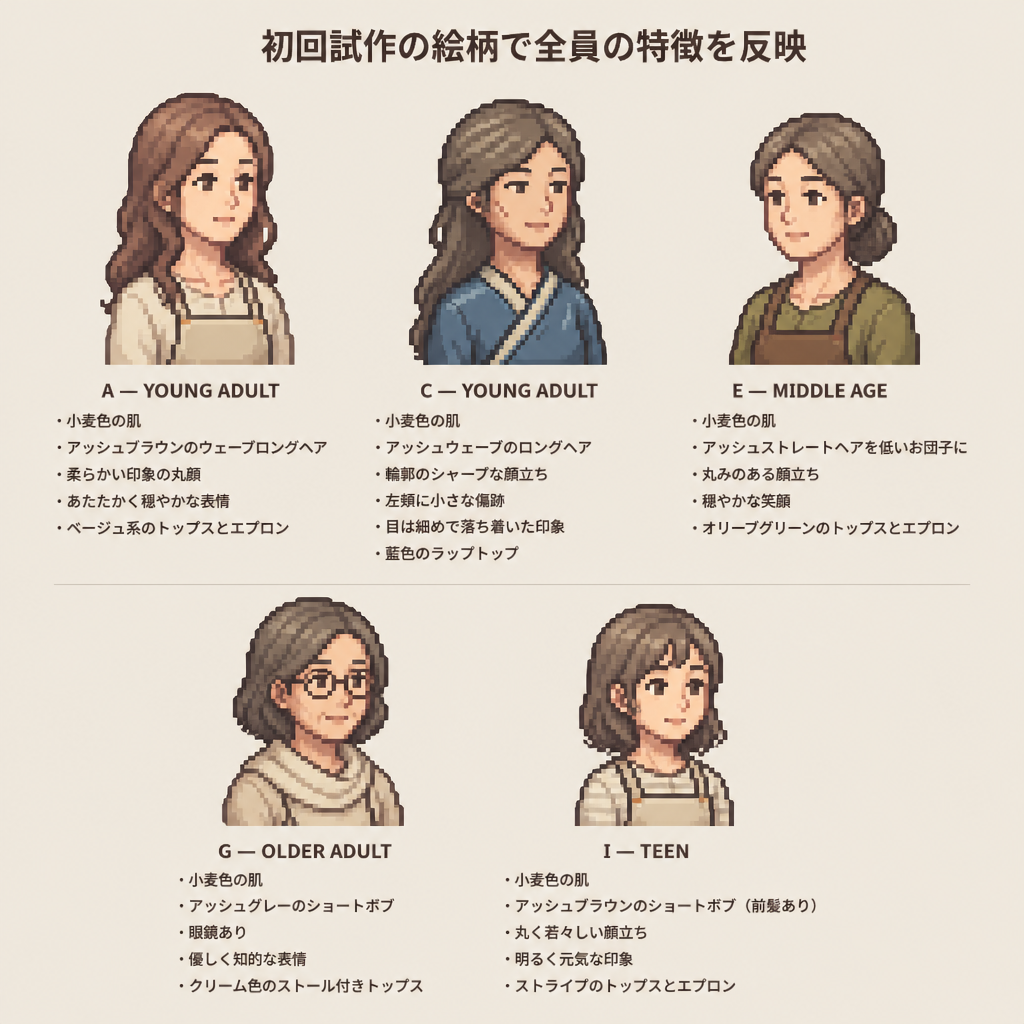 初回試作の絵柄で全員の特徴を反映
A — YOUNG ADULT
・小麦色の肌
・アッシュブラウンのウェーブロングヘア
・柔らかい印象の丸顔
・あたたかく穏やかな表情
・ベージュ系のトップスとエプロン
C — YOUNG ADULT
・小麦色の肌
・アッシュウェーブのロングヘア
・輪郭のシャープな顔立ち
・左頬に小さな傷跡
・目は細めで落ち着いた印象
・藍色のラップトップ
E — MIDDLE AGE
・小麦色の肌
・アッシュストレートヘアを低いお団子に
・丸みのある顔立ち
・穏やかな笑顔
・オリーブグリーンのトップスとエプロン
G — OLDER ADULT
・小麦色の肌
・アッシュグレーのショートボブ
・眼鏡あり
・優しく知的な表情
・クリーム色のストール付きトップス
I — TEEN
・小麦色の肌
・アッシュブラウンのショートボブ（前髪あり）
・丸く若々しい顔立ち
・明るく元気な印象
・ストライプのトップスとエプロン